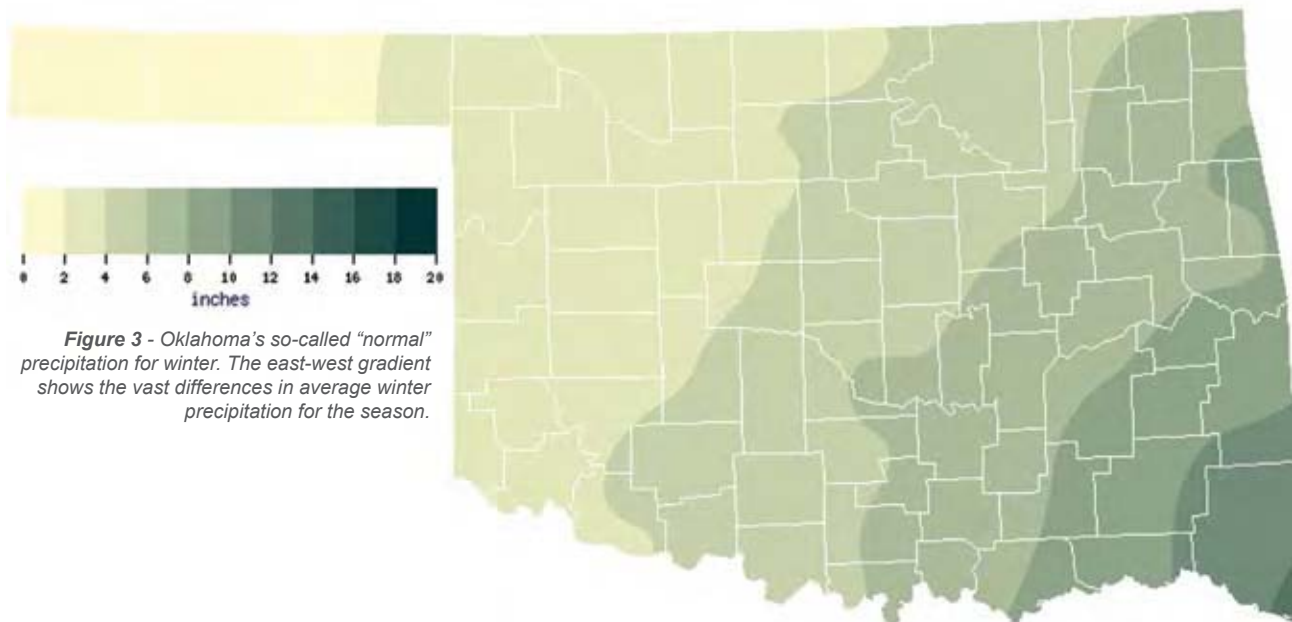 0 2 4 6 8 10 12 14 16 18 20
inches
Figure 3 - Oklahoma's so-called “normal”
precipitation for winter. The east-west gradient
shows the vast differences in average winter
precipitation for the season.